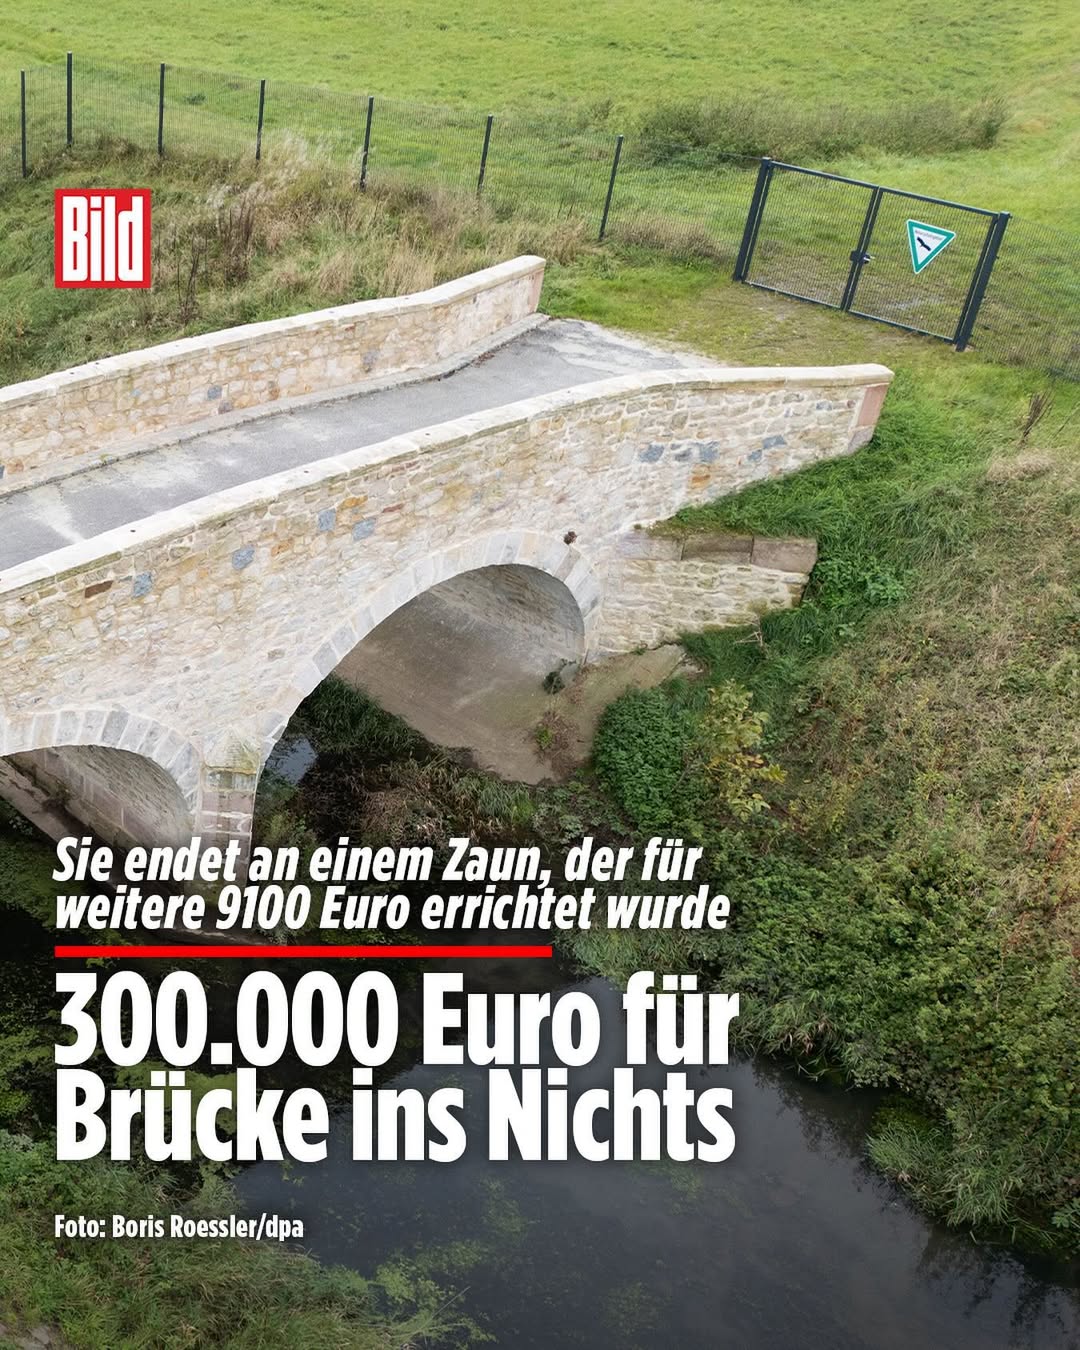 Bild
Sie endet an einem Zaun, der für
weitere 9100 Euro errichtet wurde
300.000 Euro für
Brücke ins Nichts
Foto: Boris Roessler/dpa